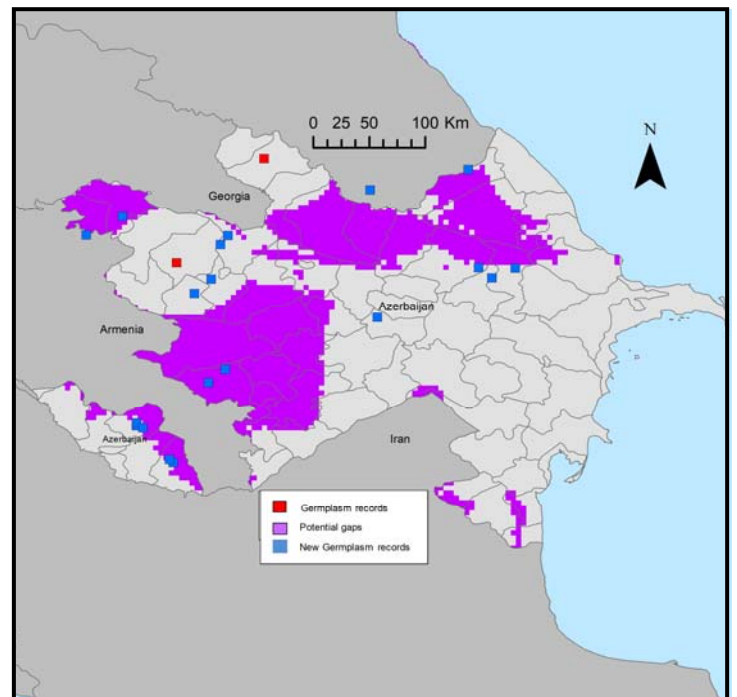 0 25 50 100 Km
N
Georgia
Azerbaijan
Armenia
Azerbaijan
Iran
Germplasm records
Potential gaps
New Germplasm records